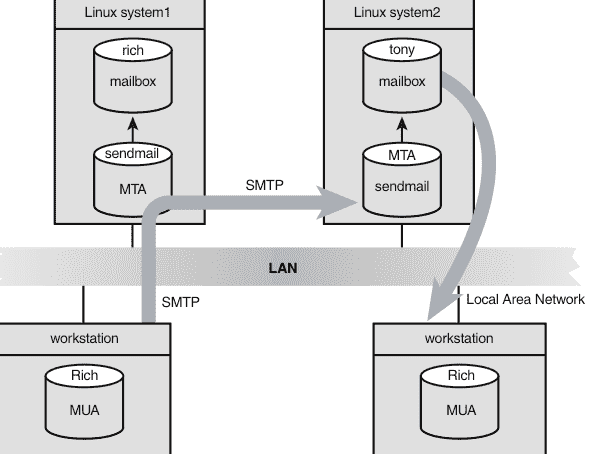 Linux system1
Linux system2
rich
mailbox
tony
mailbox
sendmail
MTA
MTA
sendmail
SMTP
LAN
SMTP
Local Area Network
workstation
workstation
Rich
MUA
Rich
MUA